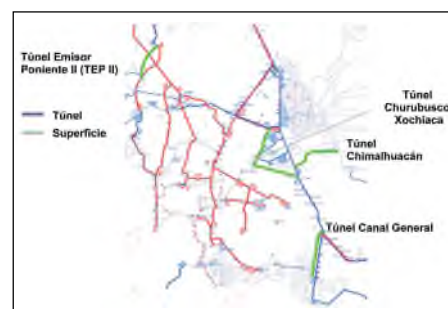 Túnel Emisor
Poniente II (TEP II)
Túnel
Superficie
Túnel
Churubusco
Xochiaca
Túnel
Chimalhuacán
Túnel Canal General